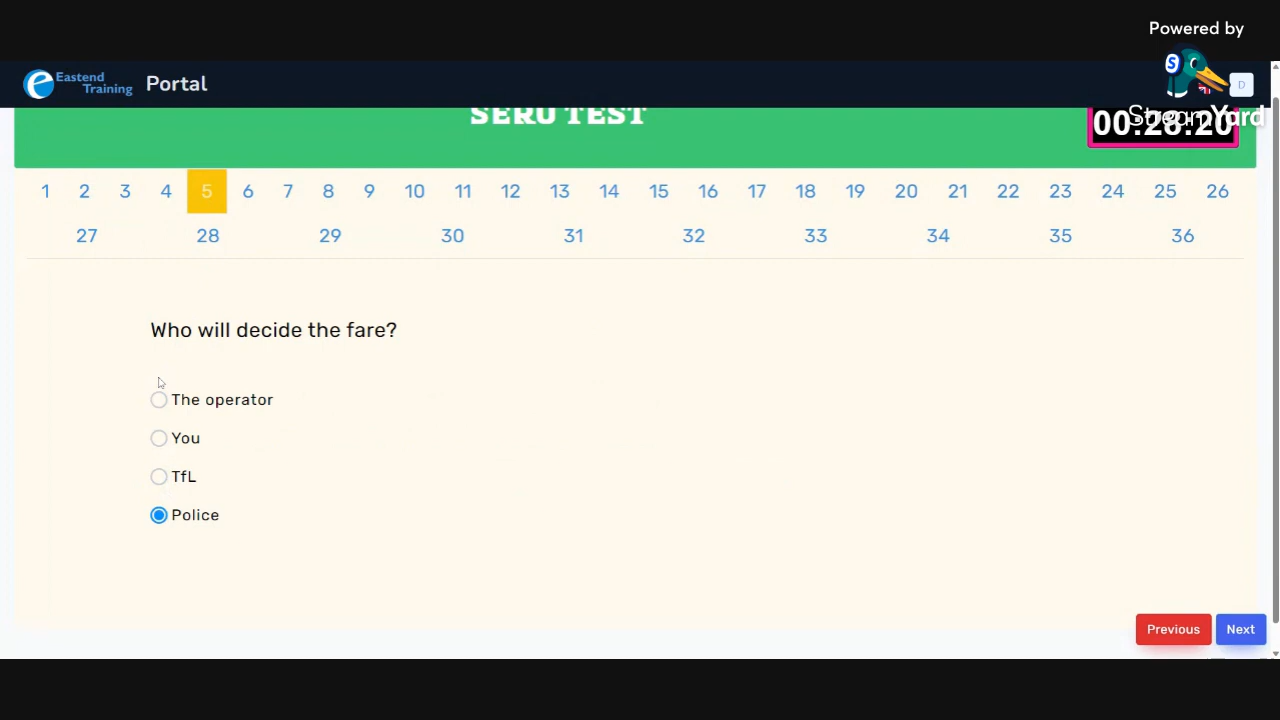 Powered by
StreamYard
Eastend
Training
Portal
D
SERU TEST
00:28:20
1 2 3 4 5 6 7 8 9 10 11 12 13 14 15 16 17 18 19 20 21 22 23 24 25 26
27 28 29 30 31 32 33 34 35 36
Who will decide the fare?
The operator
You
TfL
Police
Previous Next